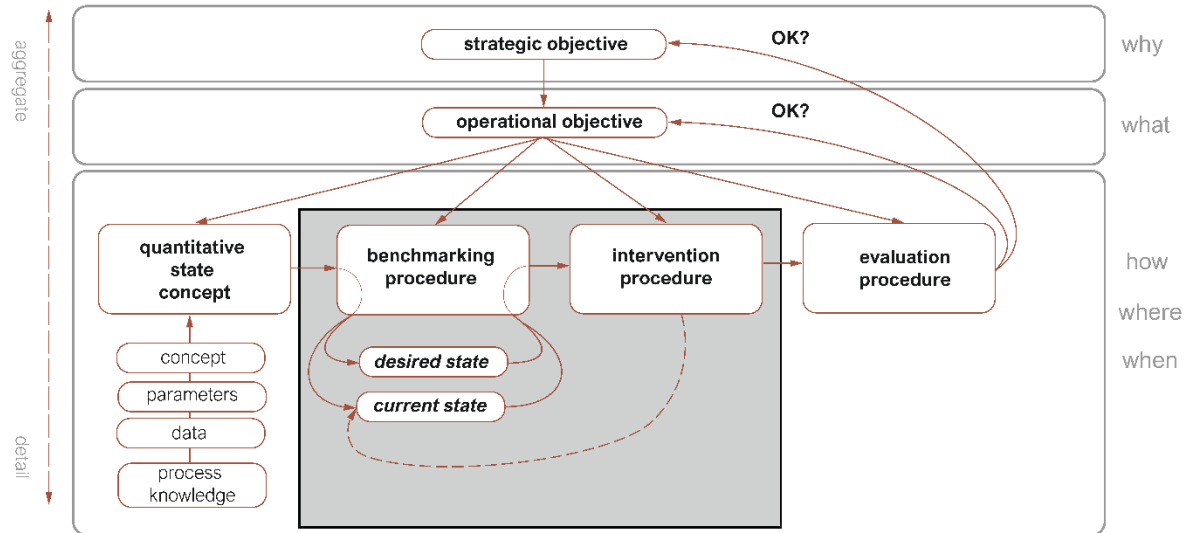 aggregate
detail
strategic objective
OK?
why
operational objective
OK?
what
quantitative
state
concept
benchmarking
procedure
intervention
procedure
evaluation
procedure
how
where
when
concept
parameters
data
process
knowledge
desired state
current state